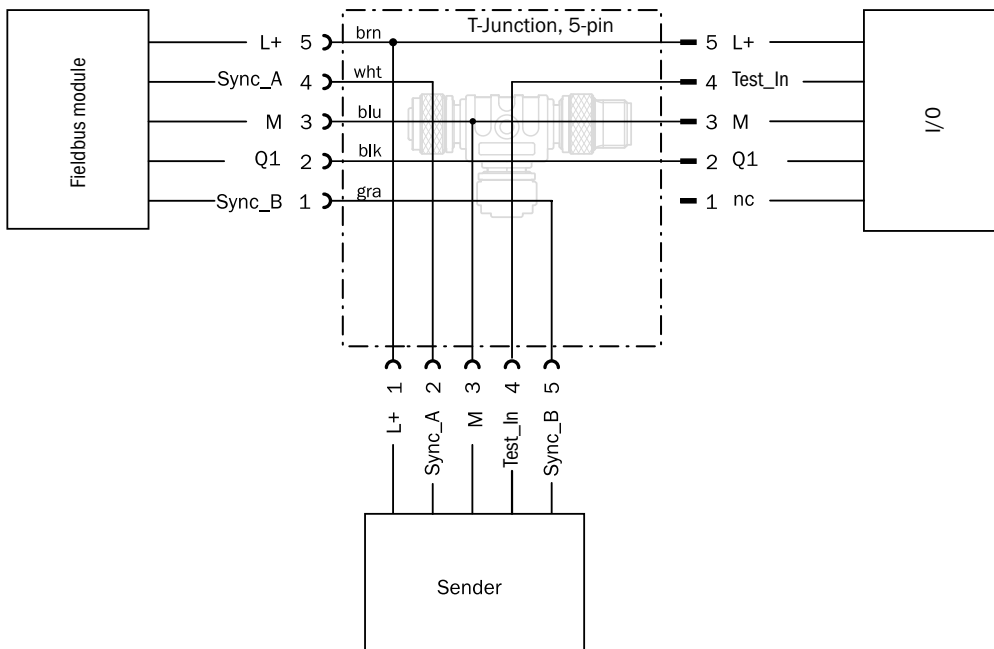 T-Junction, 5-pin
Fieldbus module
L+ 5 brn
Sync_A 4 wht
M 3 blu
Q1 2 blk
Sync_B 1 gra
5 L+
4 Test_In
3 M
2 Q1
1 nc
I/O
1 2 3 4 5
L+ Sync_A M Test_In Sync_B
Sender